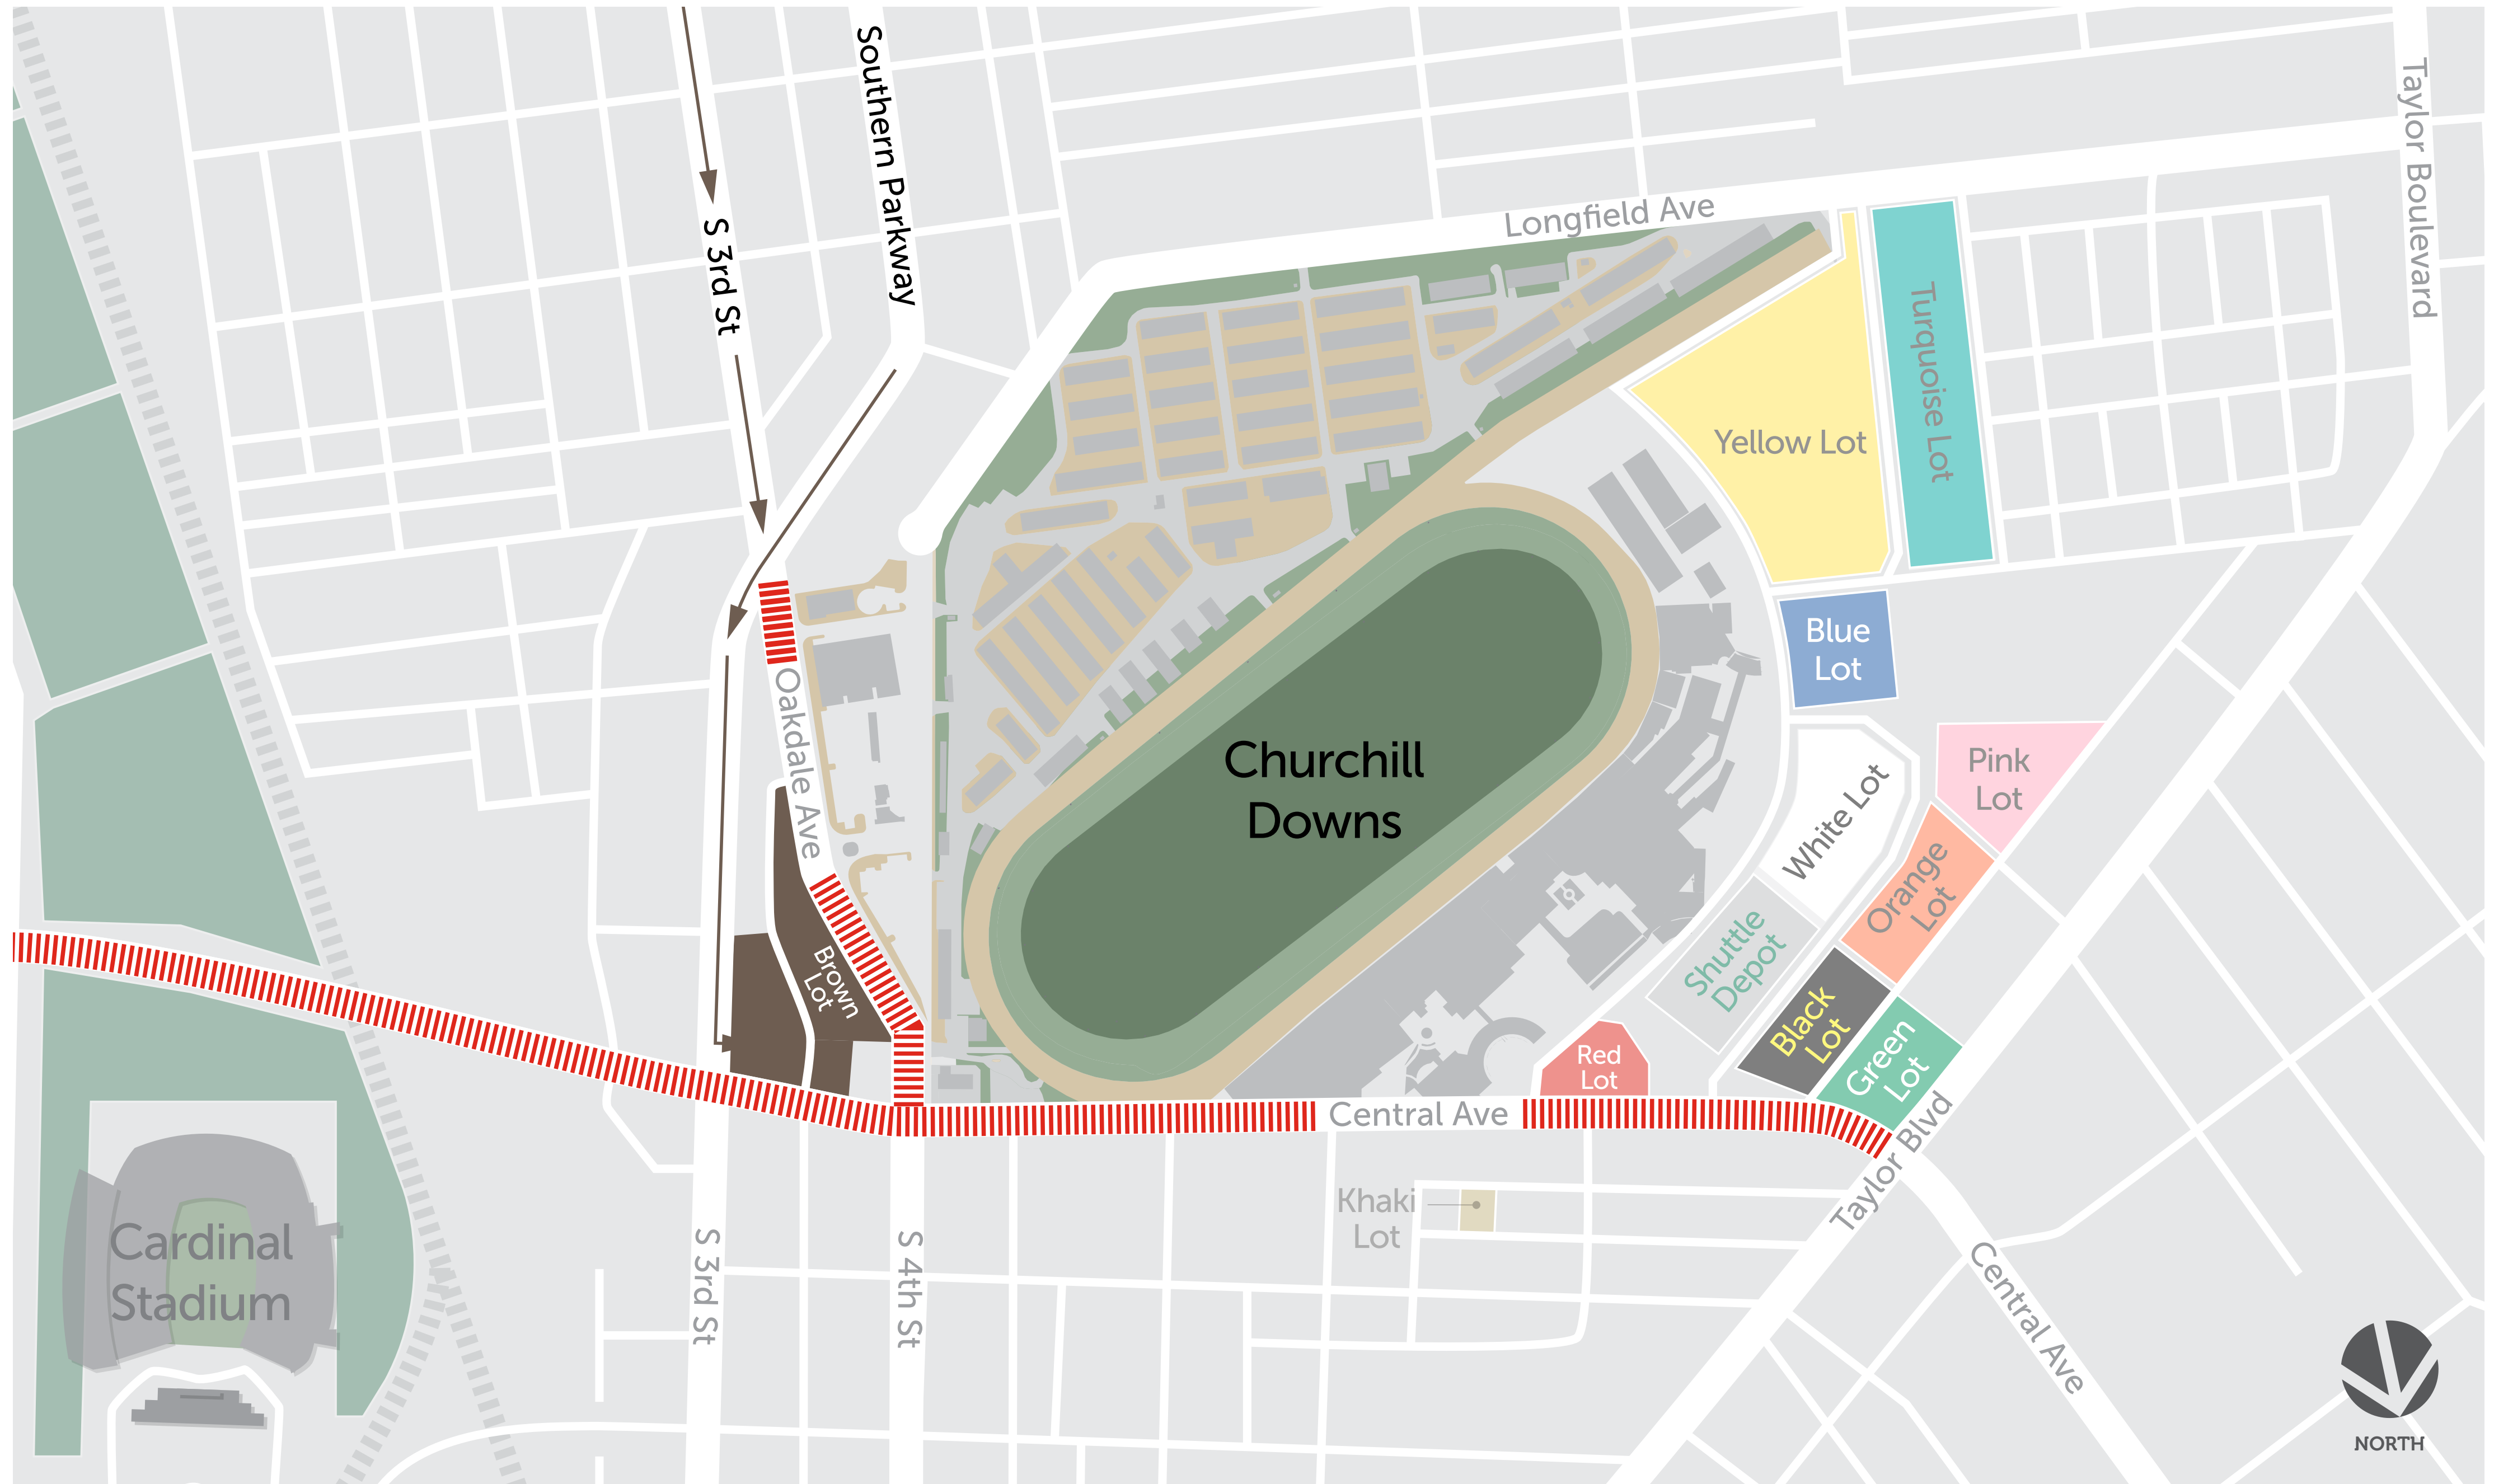 Southern Parkway
Taylor Boulevard
S 3rd St
Longfield Ave
Turquoise Lot
Yellow Lot
Blue
Lot
Oakdale Ave
Churchill
Downs
Pink
Lot
White Lot
Orange
Lot
Shuttle
Depot
Brown
Lot
Black
Lot
Green
Lot
Red
Lot
Central Ave
Taylor Blvd
Khaki
Lot
Cardinal
Stadium
S 3rd St
S 4th St
Central Ave
NORTH